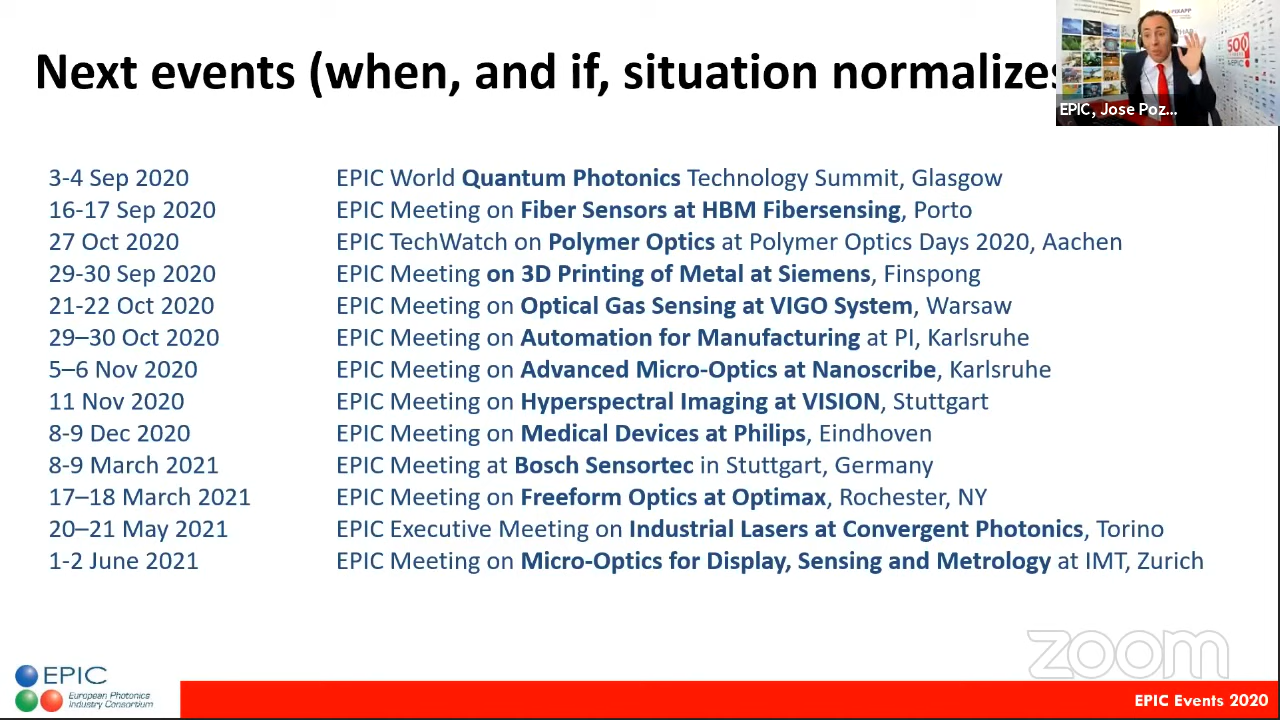 Next events (when, and if, situation normalizes
EPIC, Jose Poz...
3-4 Sep 2020 EPIC World Quantum Photonics Technology Summit, Glasgow
16-17 Sep 2020 EPIC Meeting on Fiber Sensors at HBM Fibersensing, Porto
27 Oct 2020 EPIC TechWatch on Polymer Optics at Polymer Optics Days 2020, Aachen
29-30 Sep 2020 EPIC Meeting on 3D Printing of Metal at Siemens, Finspong
21-22 Oct 2020 EPIC Meeting on Optical Gas Sensing at VIGO System, Warsaw
29–30 Oct 2020 EPIC Meeting on Automation for Manufacturing at PI, Karlsruhe
5–6 Nov 2020 EPIC Meeting on Advanced Micro-Optics at Nanoscribe, Karlsruhe
11 Nov 2020 EPIC Meeting on Hyperspectral Imaging at VISION, Stuttgart
8-9 Dec 2020 EPIC Meeting on Medical Devices at Philips, Eindhoven
8-9 March 2021 EPIC Meeting at Bosch Sensortec in Stuttgart, Germany
17–18 March 2021 EPIC Meeting on Freeform Optics at Optimax, Rochester, NY
20–21 May 2021 EPIC Executive Meeting on Industrial Lasers at Convergent Photonics, Torino
1-2 June 2021 EPIC Meeting on Micro-Optics for Display, Sensing and Metrology at IMT, Zurich
zoom
EPIC
European Photonics
Industry Consortium
EPIC Events 2020